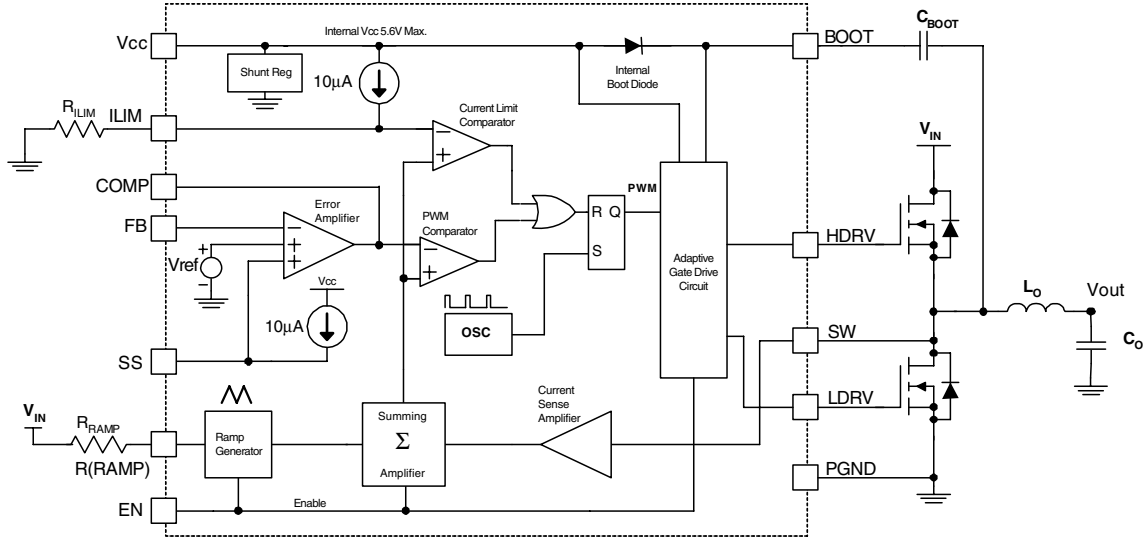 C_BOOT
Vcc
Internal Vcc 5.6V Max.
BOOT
Shunt Reg
10µA
Internal
Boot Diode
R_ILIM
ILIM
Current Limit
Comparator
V_IN
COMP
FB
Error
Amplifier
PWM
Comparator
R Q
S
PWM
HDRV
Vref
+
−
−
+
−
+
+
−
+
Adaptive
Gate Drive
Circuit
Vcc
10µA
OSC
L_O
Vout
C_O
SS
SW
V_IN
R_RAMP
R(RAMP)
Ramp
Generator
Summing
Σ
Amplifier
Current
Sense
Amplifier
LDRV
PGND
EN
Enable